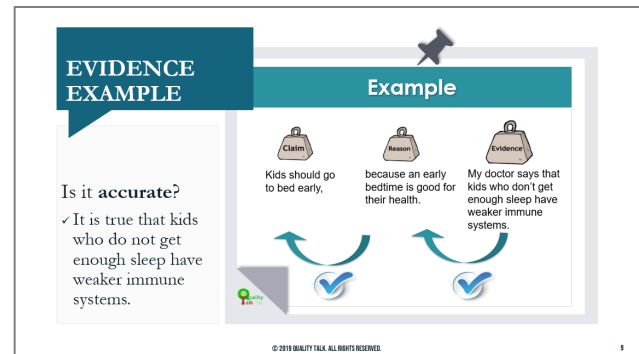 EVIDENCE
EXAMPLE
Is it accurate?
✓ It is true that kids
who do not get
enough sleep have
weaker immune
systems.
Example
Claim
Kids should go
to bed early,
Reason
because an early
bedtime is good for
their health.
Evidence
My doctor says that
kids who don't get
enough sleep have
weaker immune
systems.
Quality
Talk
© 2019 QUALITY TALK. ALL RIGHTS RESERVED.
9